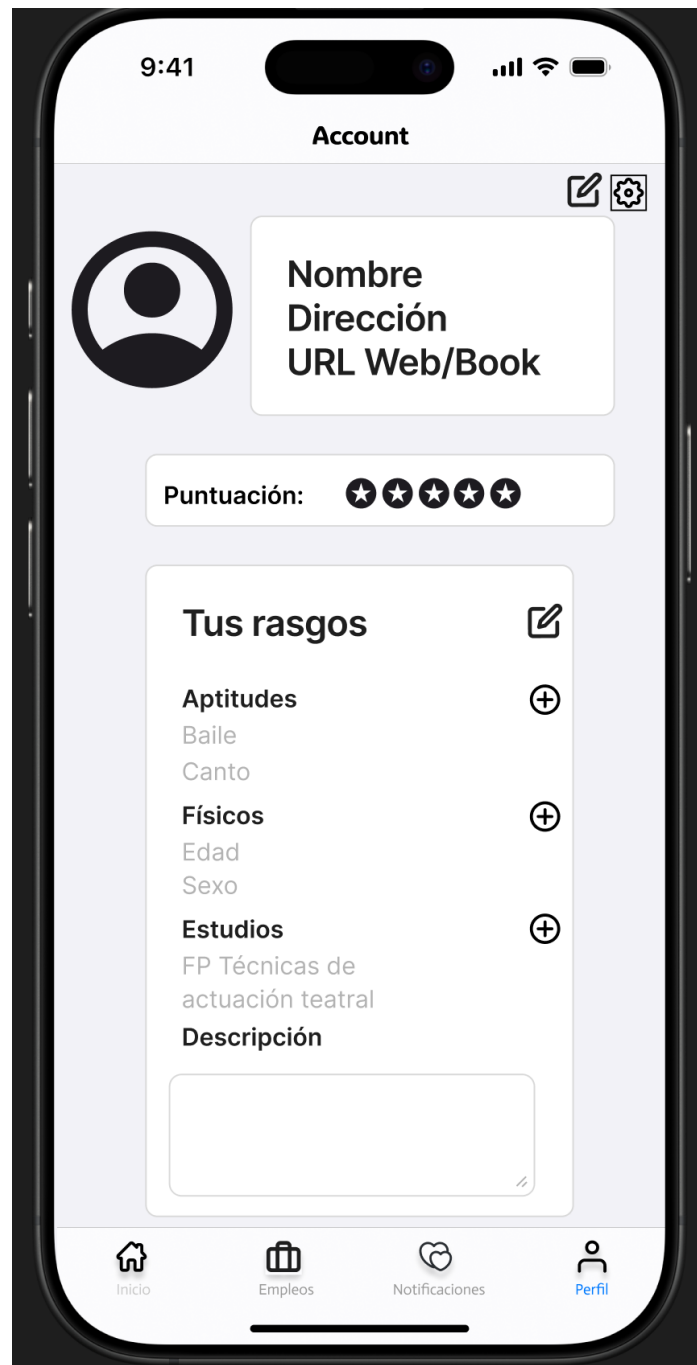 9:41
Account
Nombre
Dirección
URL Web/Book
Puntuación:
Tus rasgos
Aptitudes
Baile
Canto
Físicos
Edad
Sexo
Estudios
FP Técnicas de
actuación teatral
Descripción
Inicio
Empleos
Notificaciones
Perfil